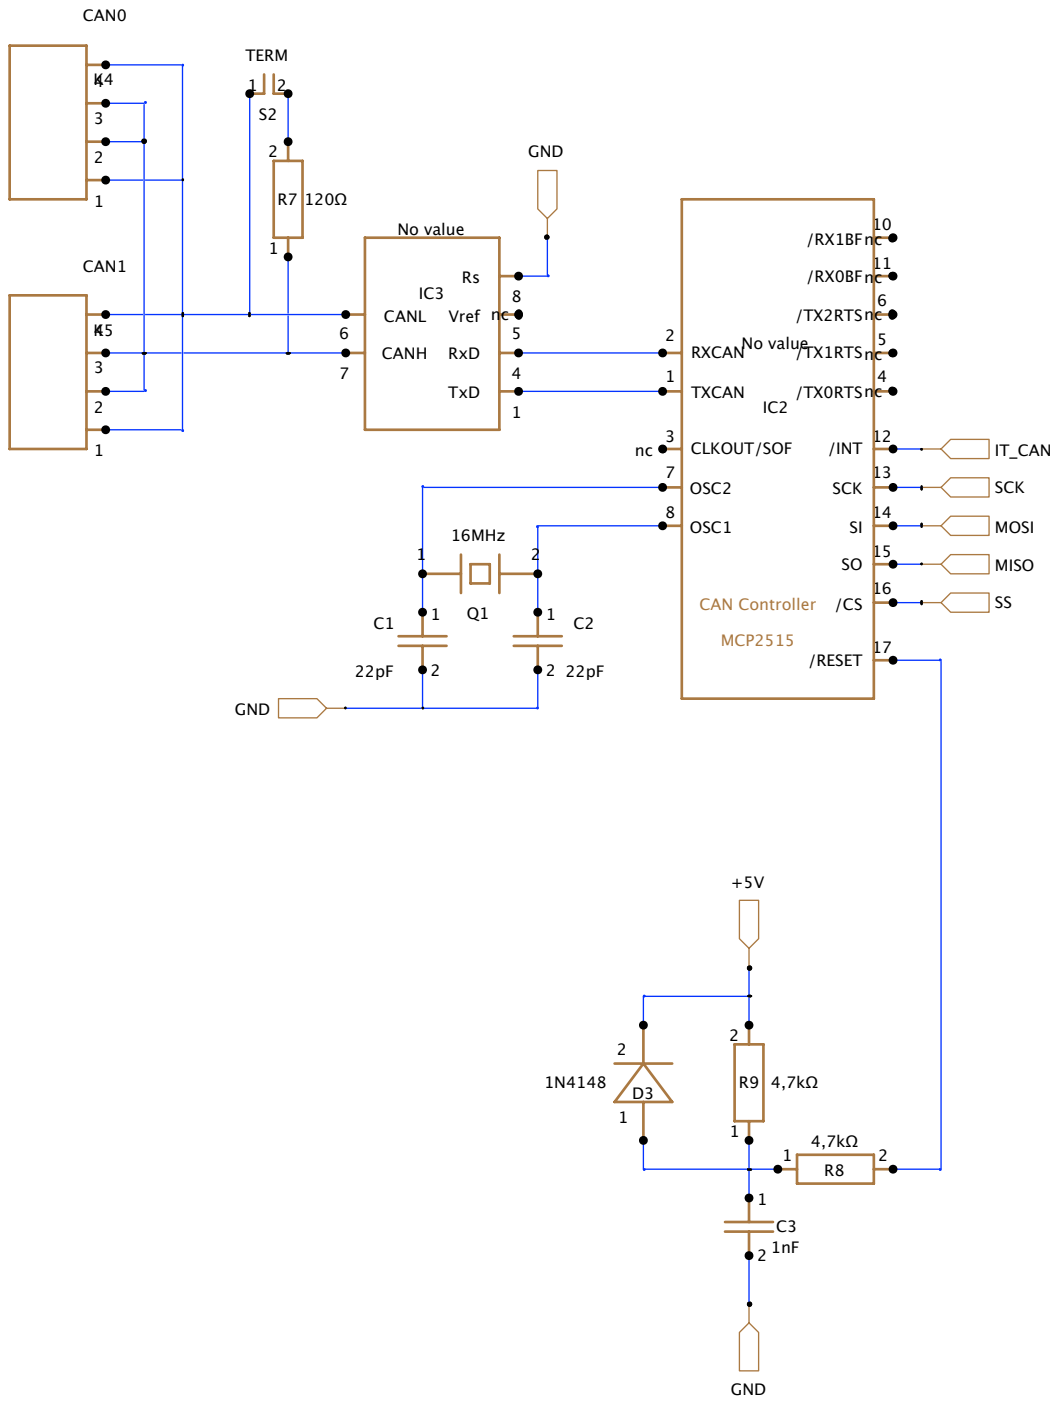 CAN0
K4
4
3
2
1
TERM
1 2
S2
2
R7 120Ω
1
GND
CAN1
K5
4
3
2
1
No value
IC3
Rs
8
CANL
6
Vref nc
5
CANH
7
RxD
4
TxD
1
/RX1BF nc 10
/RX0BF nc 11
/TX2RTS nc 6
No value
/TX1RTS nc 5
/TX0RTS nc 4
2
RXCAN
1
TXCAN
IC2
nc 3 CLKOUT/SOF
/INT 12 IT_CAN
7
OSC2
SCK 13 SCK
8
OSC1
SI 14 MOSI
SO 15 MISO
/CS 16 SS
CAN Controller
MCP2515
/RESET 17
16MHz
1 2
Q1
C1 1
22pF 2
1 C2
2 22pF
GND
+5V
2
1N4148
D3
1
2
R9 4,7kΩ
1
4,7kΩ
1 2
R8
1
C3
1nF
2
GND